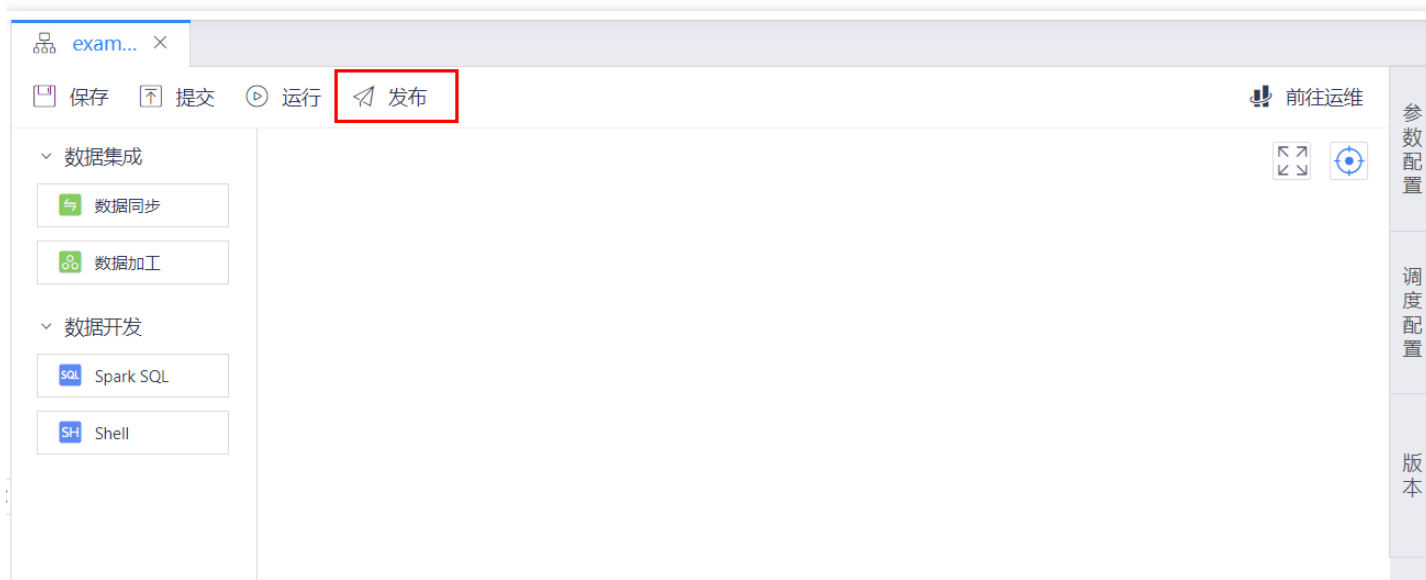 exam...
保存 提交 运行 发布 前往运维
数据集成
数据同步
数据加工
数据开发
SQL Spark SQL
SH Shell
参数配置
调度配置
版本